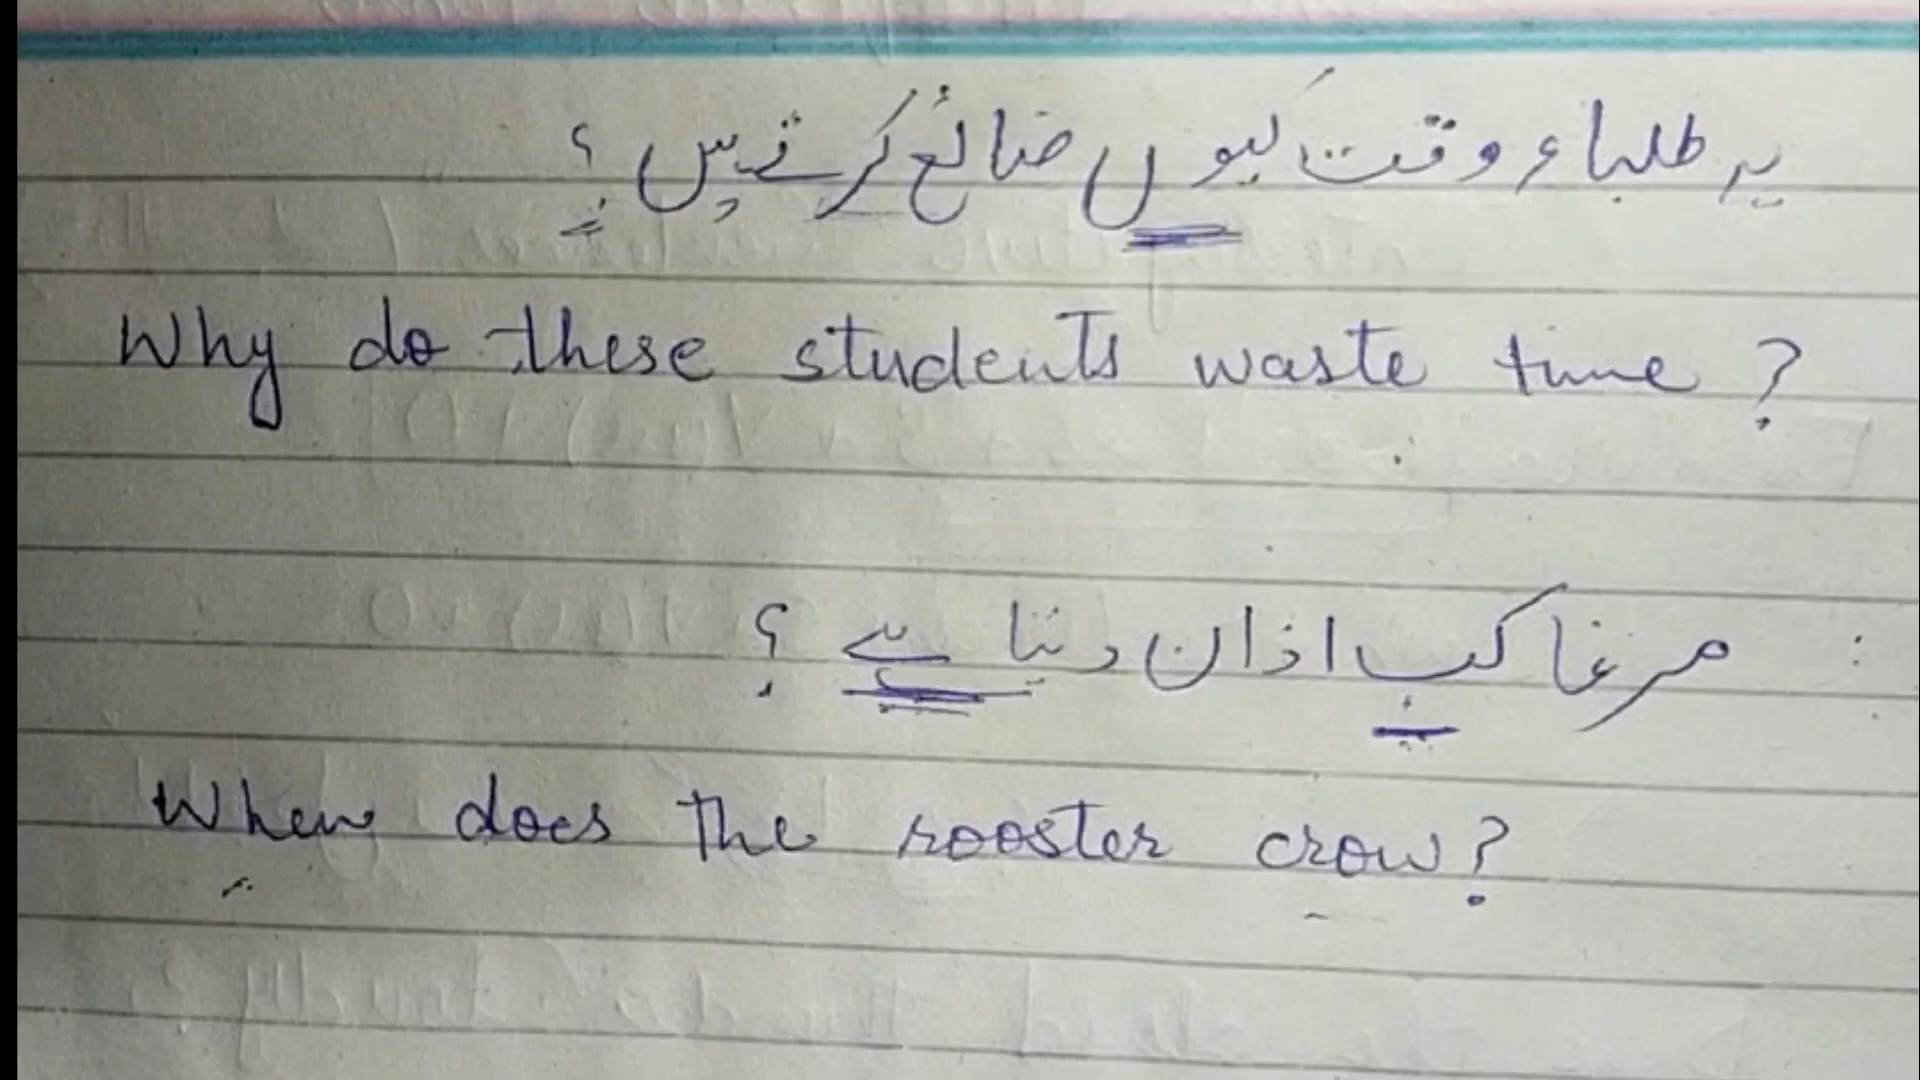 یہ طلباء وقت کیوں ضائع کرتے ہیں ؟
Why do these students waste time ?
مرغا کب اذان دیتا ہے ؟
When does the rooster crow?